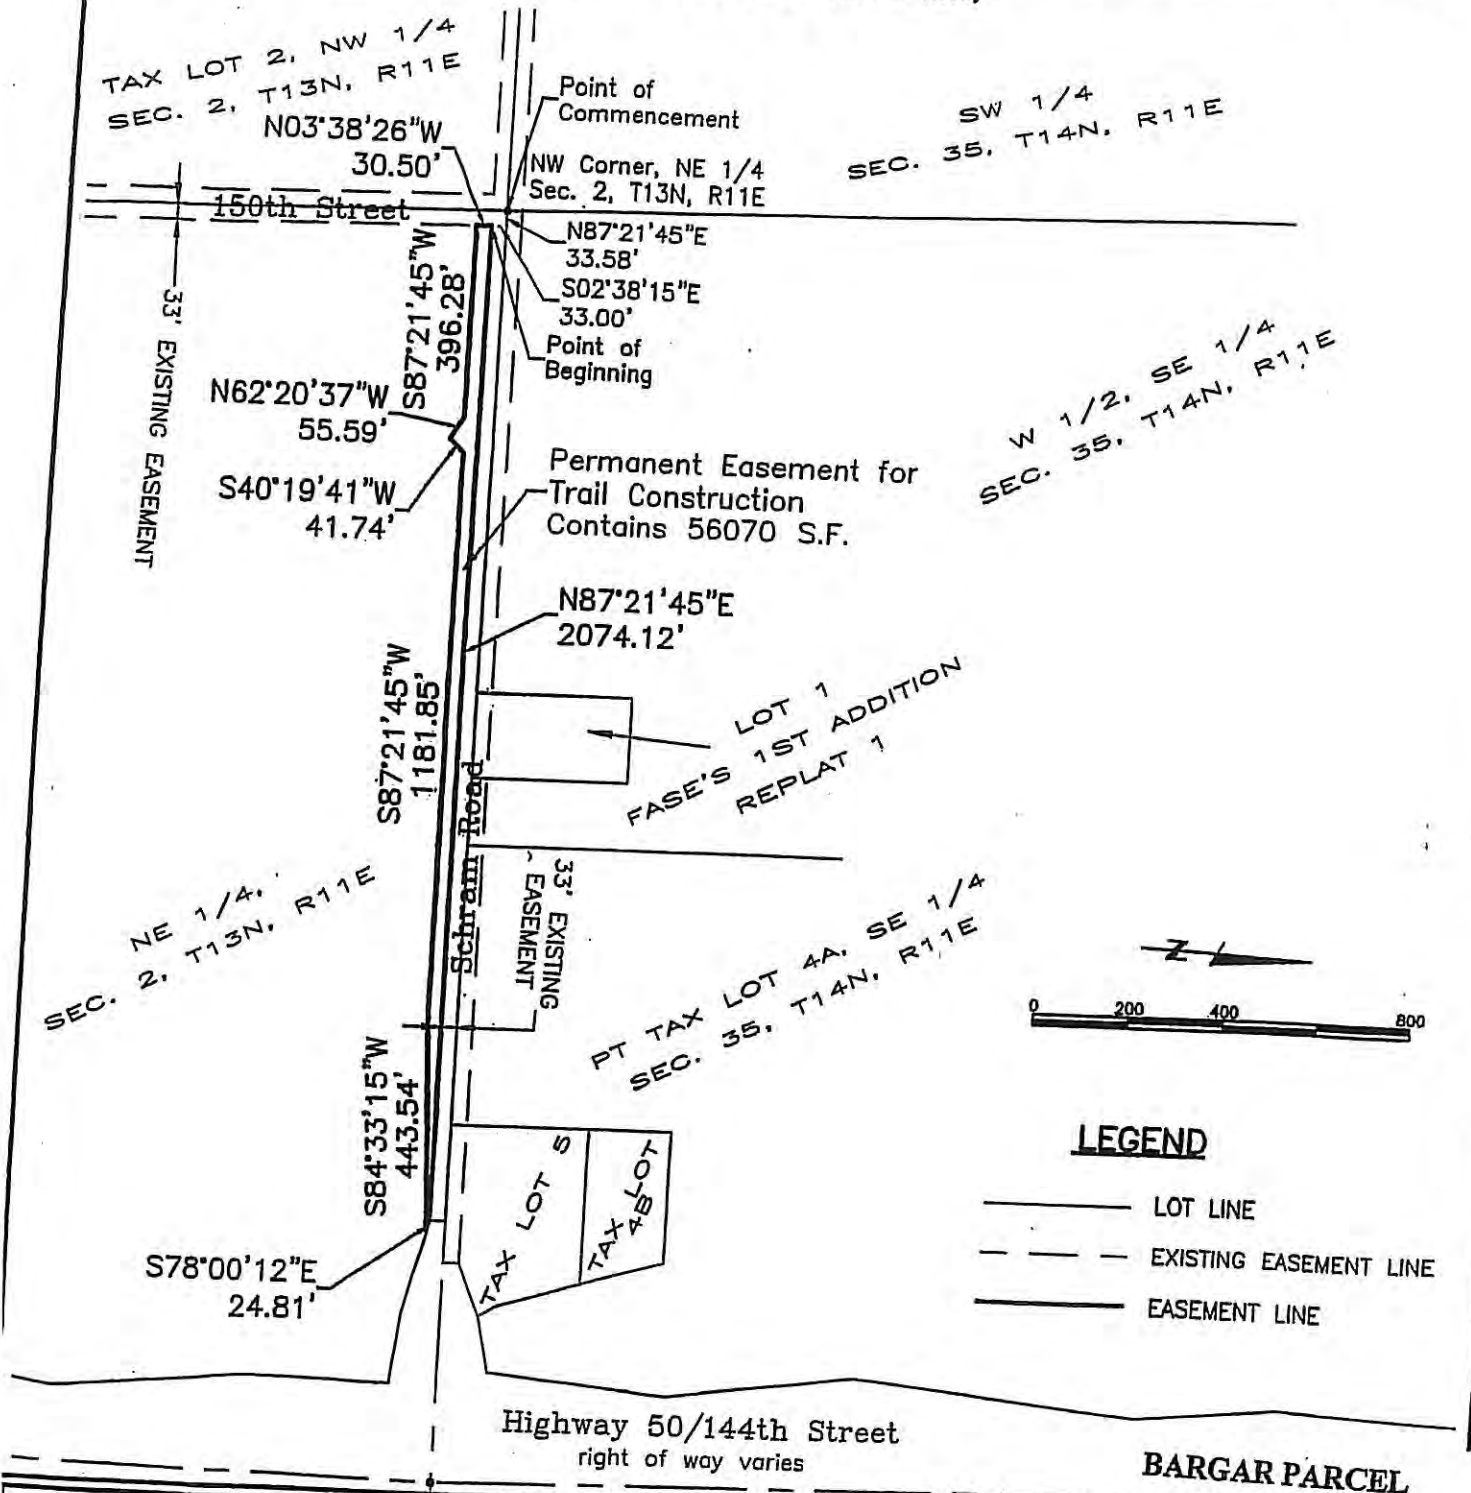 TAX LOT 2, NW 1/4
SEC. 2, T13N, R11E
N03°38'26"W
30.50'
Point of
Commencement
SW 1/4
SEC. 35, T14N, R11E
NW Corner, NE 1/4
Sec. 2, T13N, R11E
150th Street
N87°21'45"E
33.58'
S02°38'15"E
33.00'
Point of
Beginning
33' EXISTING EASEMENT
S87°21'45"W
396.28'
N62°20'37"W
55.59'
S40°19'41"W
41.74'
W 1/2, SE 1/4
SEC. 35, T14N, R11E
Permanent Easement for
Trail Construction
Contains 56070 S.F.
N87°21'45"E
2074.12'
S87°21'45"W
1181.85'
LOT 1
FASE'S 1ST ADDITION
REPLAT 1
Schram Road
33' EXISTING
EASEMENT
NE 1/4,
SEC. 2, T13N, R11E
PT TAX LOT 4A, SE 1/4
SEC. 35, T14N, R11E
Z
0 200 400 800
S84°33'15"W
443.54'
TAX LOT 5
TAX LOT
4B
LEGEND
LOT LINE
EXISTING EASEMENT LINE
EASEMENT LINE
S78°00'12"E
24.81'
Highway 50/144th Street
right of way varies
BARGAR PARCEL